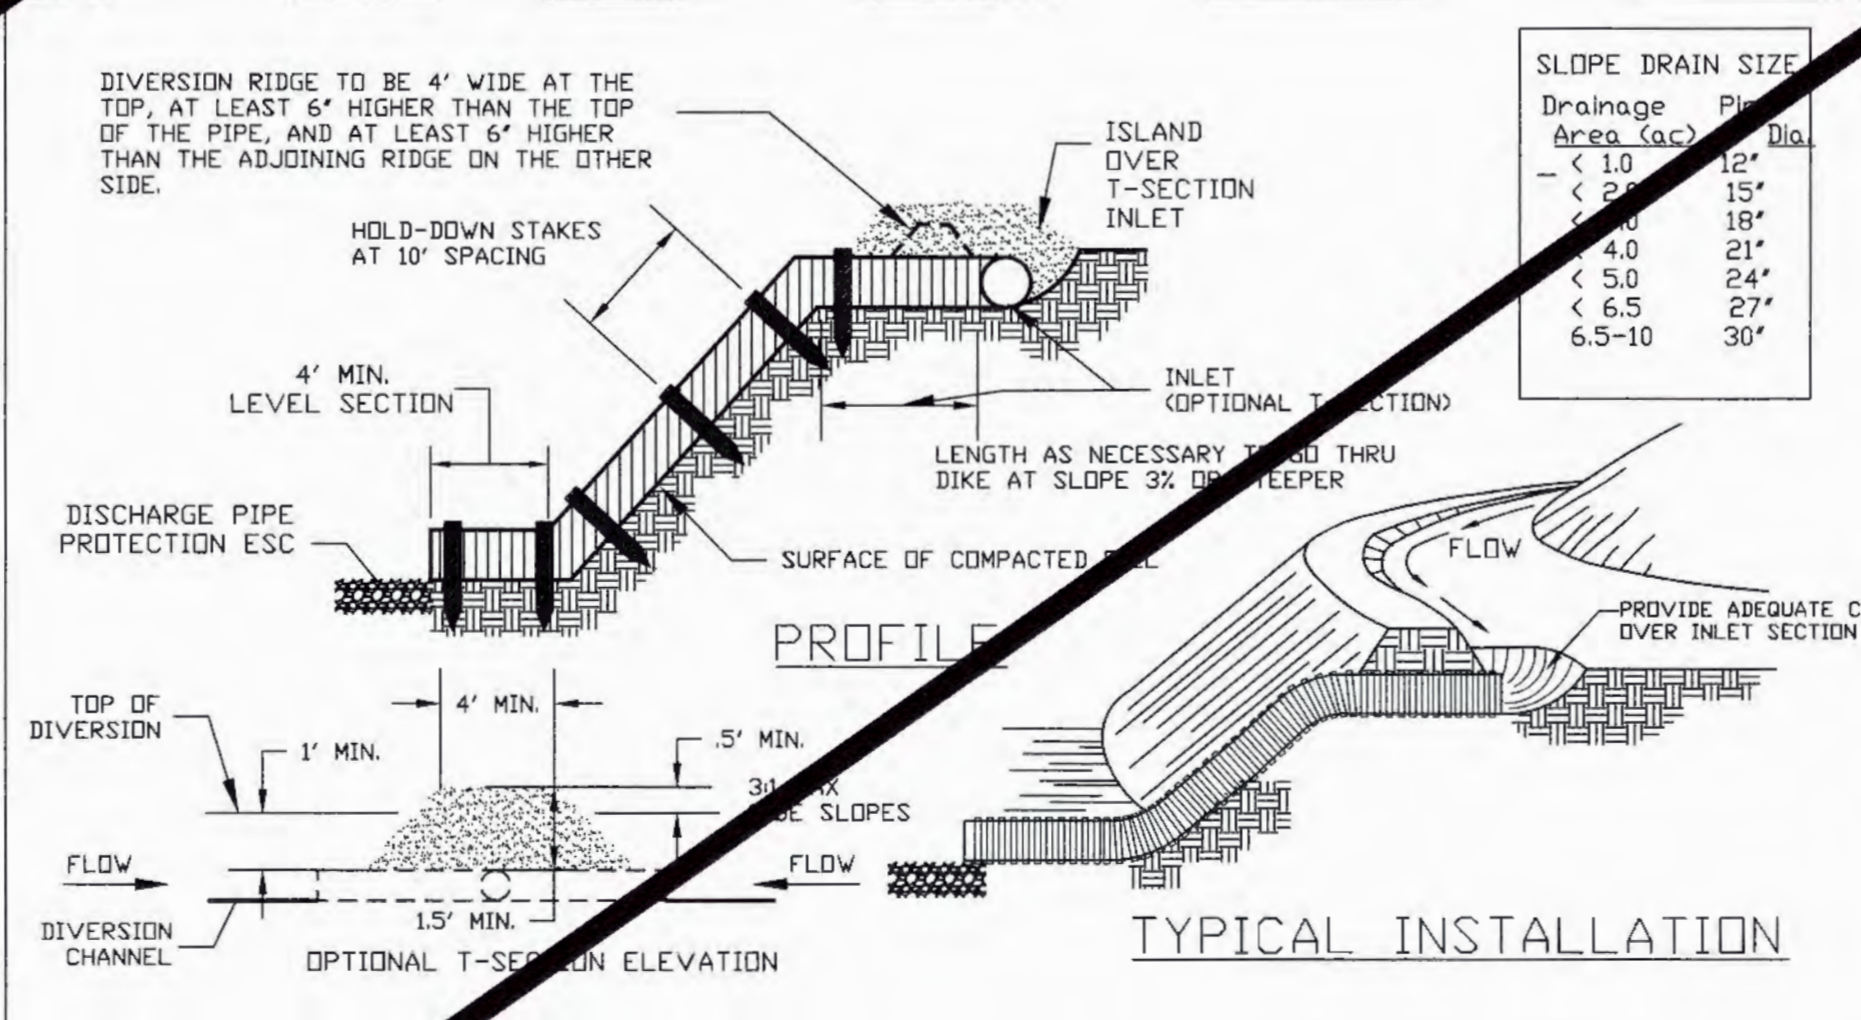 DIVERSION RIDGE TO BE 4' WIDE AT THE
TOP, AT LEAST 6" HIGHER THAN THE TOP
OF THE PIPE, AND AT LEAST 6" HIGHER
THAN THE ADJOINING RIDGE ON THE OTHER
SIDE.
HOLD-DOWN STAKES
AT 10' SPACING
ISLAND
OVER
T-SECTION
INLET
SLOPE DRAIN SIZE
Drainage
Area (ac) Dia.
< 1.0 12"
< 15"
< 18"
4.0 21"
< 5.0 24"
< 6.5 27"
6.5-10 30"
4' MIN.
LEVEL SECTION
INLET
(OPTIONAL
LENGTH AS NECESSARY THRU
DIKE AT SLOPE 3%
DISCHARGE PIPE
PROTECTION ESC
SURFACE OF COMPACTED
PROFILE
FLOW
PROVIDE ADEQUATE C
OVER INLET SECTION
TOP OF
DIVERSION
4' MIN.
1' MIN.
.5' MIN.
SLOPES
FLOW
FLOW
1.5' MIN.
DIVERSION
CHANNEL
OPTIONAL ELEVATION
TYPICAL INSTALLATION